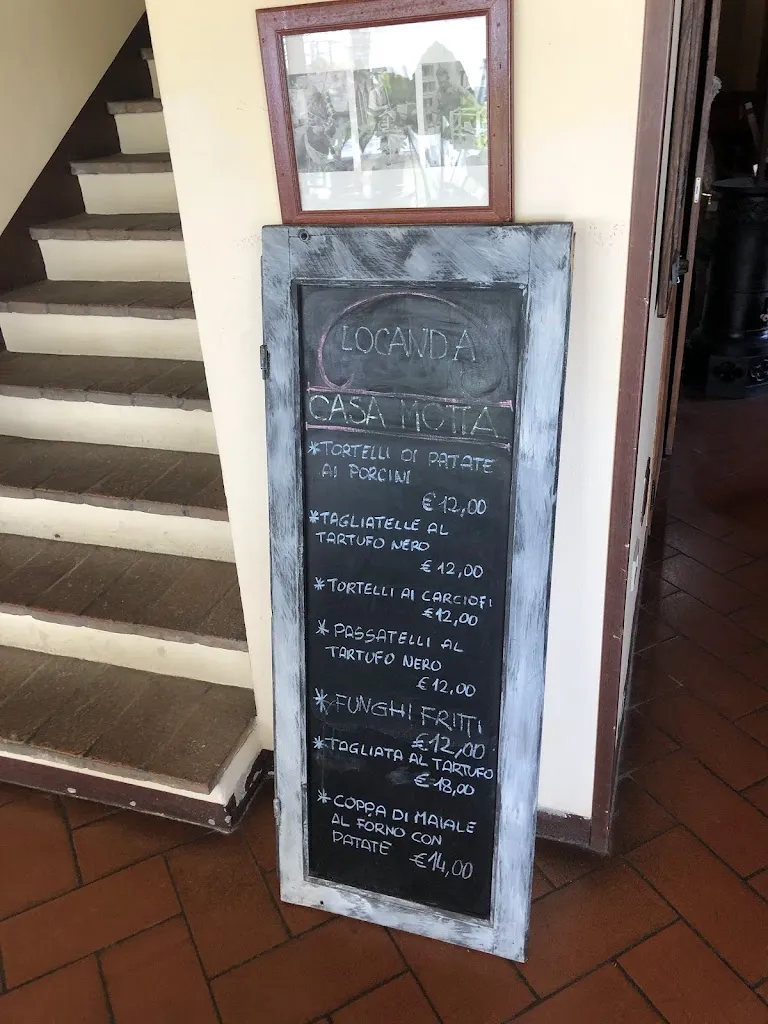 LOCANDA
CASA MOTTA
*TORTELLI DI PATATE
AI PORCINI
€ 12,00
*TAGLIATELLE AL
TARTUFO NERO
€ 12,00
*TORTELLI AI CARCIOFI
€12,00
*PASSATELLI AL
TARTUFO NERO
€ 12,00
*FUNGHI FRITTI
€12,00
*TAGLIATA AL TARTUFO
€ 18,00
*COPPA DI MAIALE
AL FORNO CON
PATATE €14,00